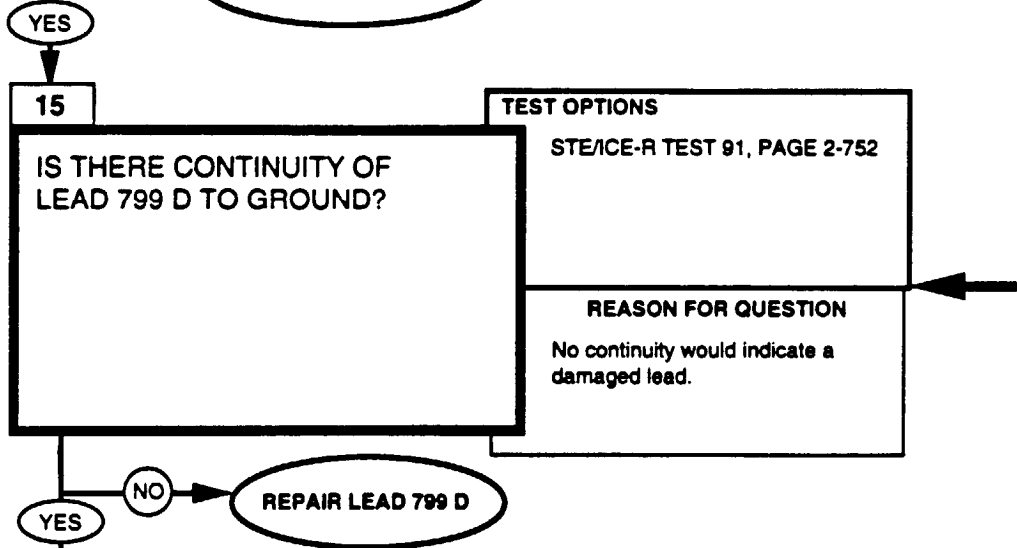 YES
15
IS THERE CONTINUITY OF
LEAD 799 D TO GROUND?
TEST OPTIONS
STE/ICE-R TEST 91, PAGE 2-752
REASON FOR QUESTION
No continuity would indicate a
damaged lead.
NO
REPAIR LEAD 799 D
YES